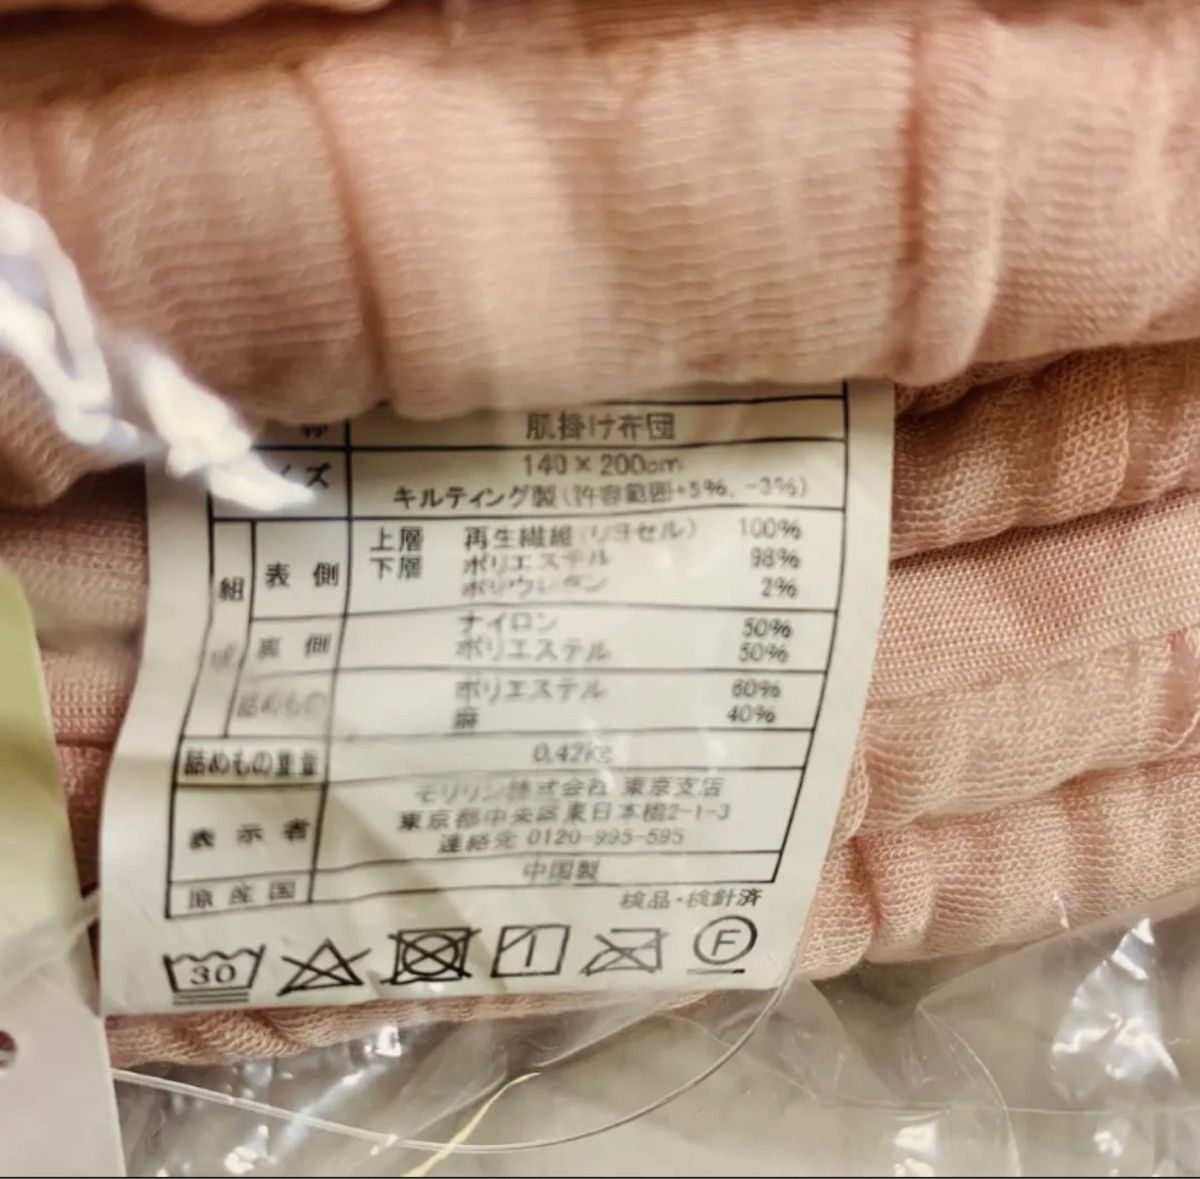 称 肌掛け布団
イズ 140×200cm
キルティング製(許容範囲+5%、-3%)
組成 表側 上層 再生繊維(リヨセル) 100%
下層 ポリエステル 98%
ポリウレタン 2%
裏側 ナイロン 50%
ポリエステル 50%
詰めもの ポリエステル 60%
麻 40%
詰めもの重量 0.42kg
表示者 モリリン株式会社 東京支店
東京都中央区東日本橋2-1-3
連絡先 0120-995-595
原産国 中国製
検品・検針済
30 F